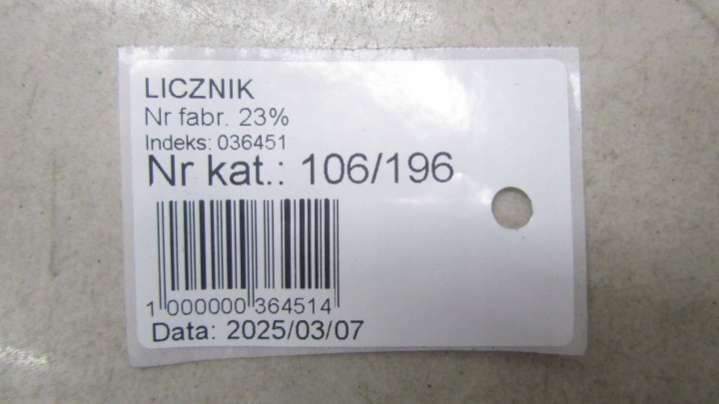 LICZNIK
Nr fabr. 23%
Indeks: 036451
Nr kat.: 106/196
1 000000 364514
Data: 2025/03/07